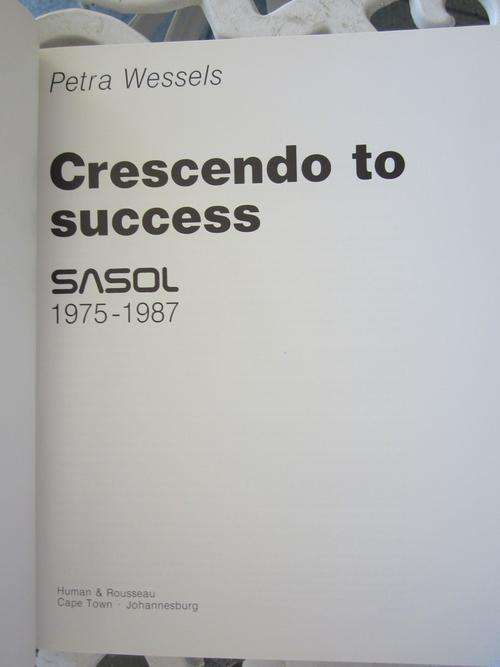 Petra Wessels
Crescendo to
success
SASOL
1975-1987
Human & Rousseau
Cape Town · Johannesburg